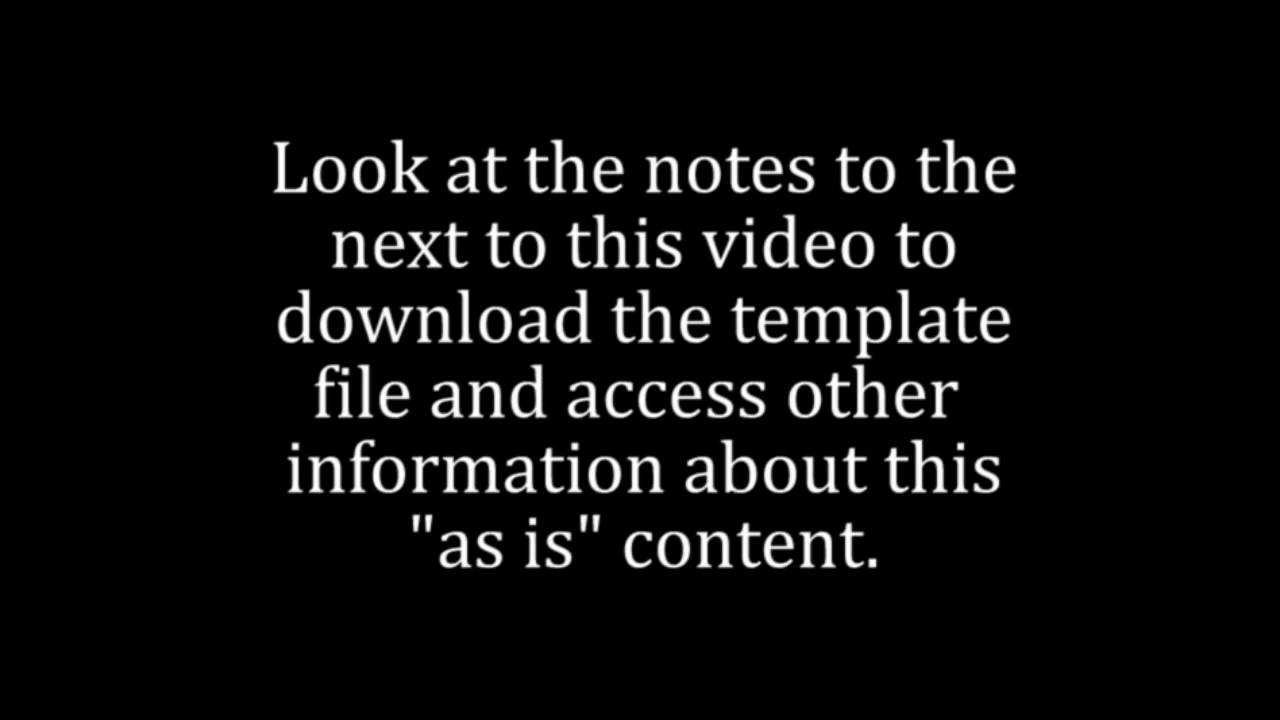 Look at the notes to the
next to this video to
download the template
file and access other
information about this
"as is" content.